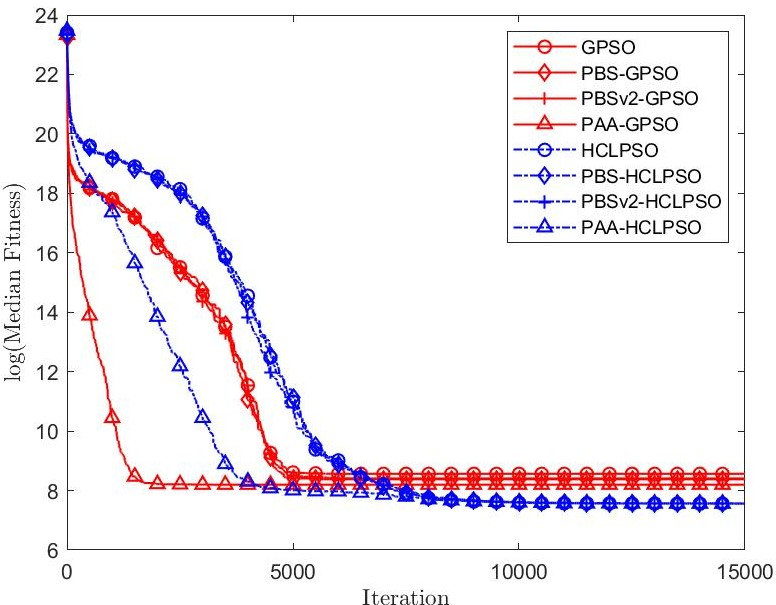 24
22
20
18
16
14
12
10
8
6
log(Median Fitness)
GPSO
PBS-GPSO
PBSv2-GPSO
PAA-GPSO
HCLPSO
PBS-HCLPSO
PBSv2-HCLPSO
PAA-HCLPSO
0
5000
10000
15000
Iteration